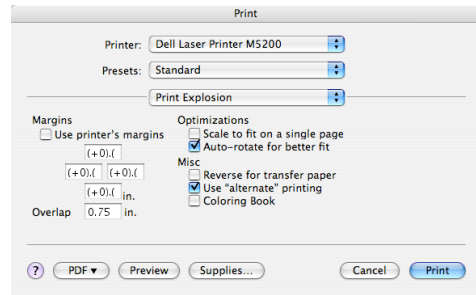 Print
Printer: Dell Laser Printer M5200
Presets: Standard
Print Explosion
Margins
Use printer's margins
(+0).(
(+0).( (+0).(
(+0).( in.
Overlap 0.75 in.
Optimizations
Scale to fit on a single page
Auto-rotate for better fit
Misc
Reverse for transfer paper
Use "alternate" printing
Coloring Book
? PDF ▾ Preview Supplies... Cancel Print